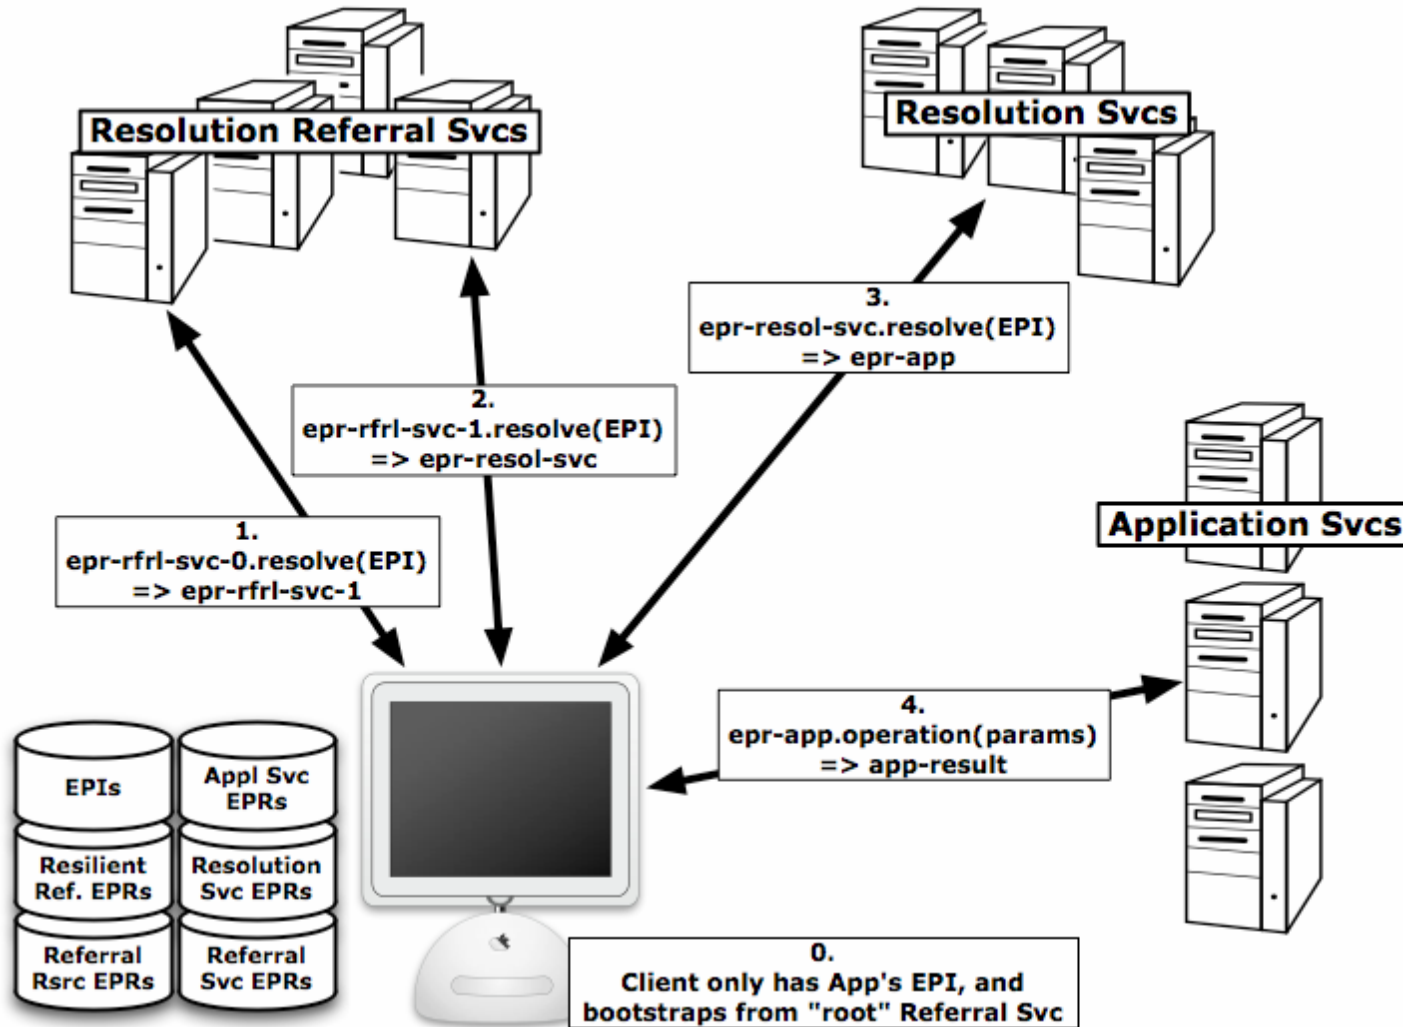 Resolution Referral Svcs
Resolution Svcs
3.
epr-resol-svc.resolve(EPI)
=> epr-app
2.
epr-rfrl-svc-1.resolve(EPI)
=> epr-resol-svc
Application Svcs
1.
epr-rfrl-svc-0.resolve(EPI)
=> epr-rfrl-svc-1
4.
epr-app.operation(params)
=> app-result
EPIs
Appl Svc
EPRs
Resilient
Ref. EPRs
Resolution
Svc EPRs
Referral
Rsrc EPRs
Referral
Svc EPRs
0.
Client only has App's EPI, and
bootstraps from "root" Referral Svc